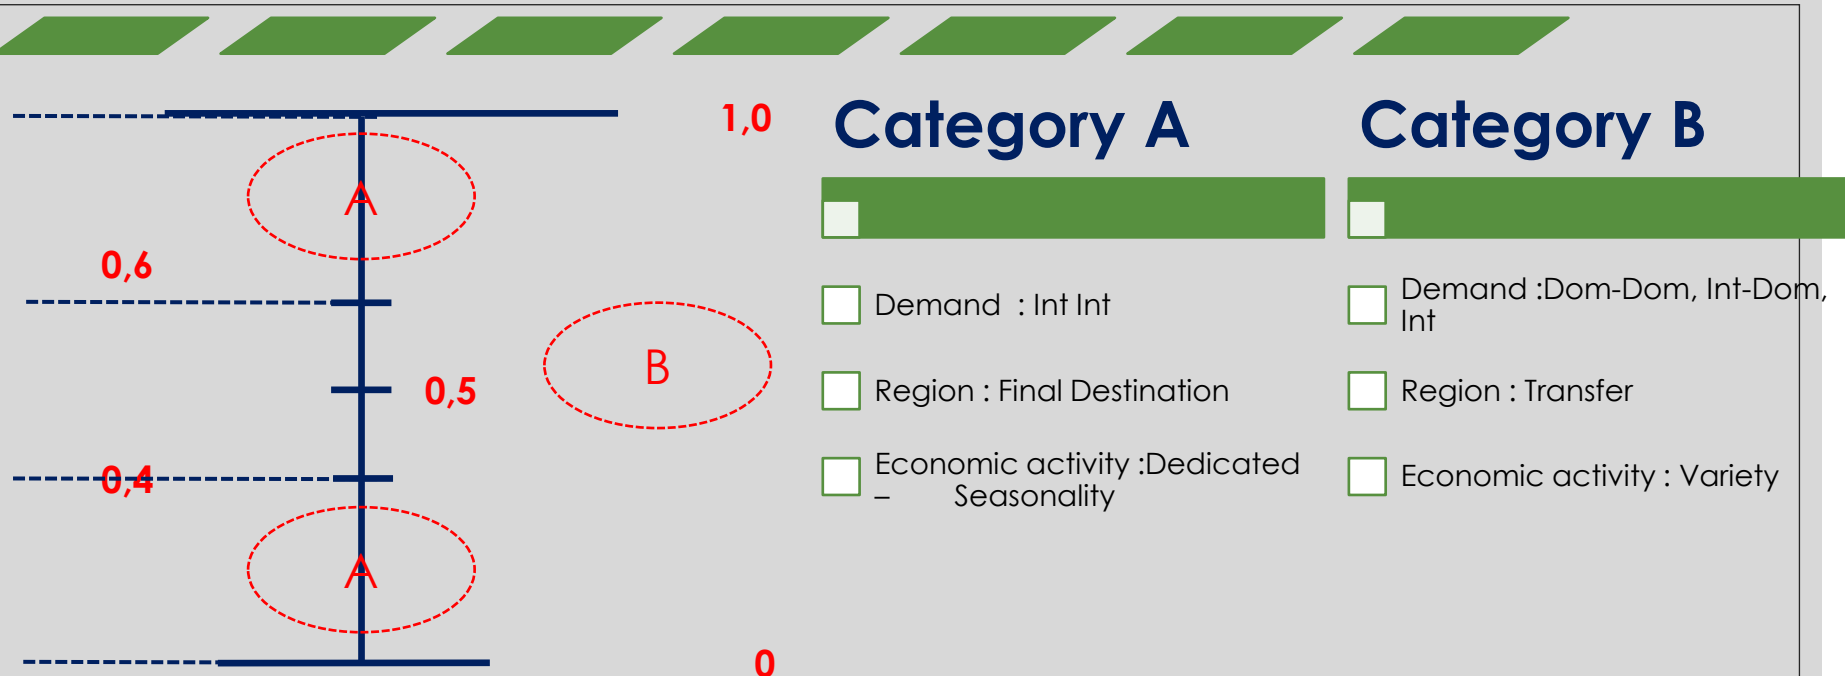 1,0
A
0,6
B
0,5
0,4
A
0
Category A
Demand : Int Int
Region : Final Destination
Economic activity :Dedicated
– Seasonality
Category B
Demand :Dom-Dom, Int-Dom,
Int
Region : Transfer
Economic activity : Variety